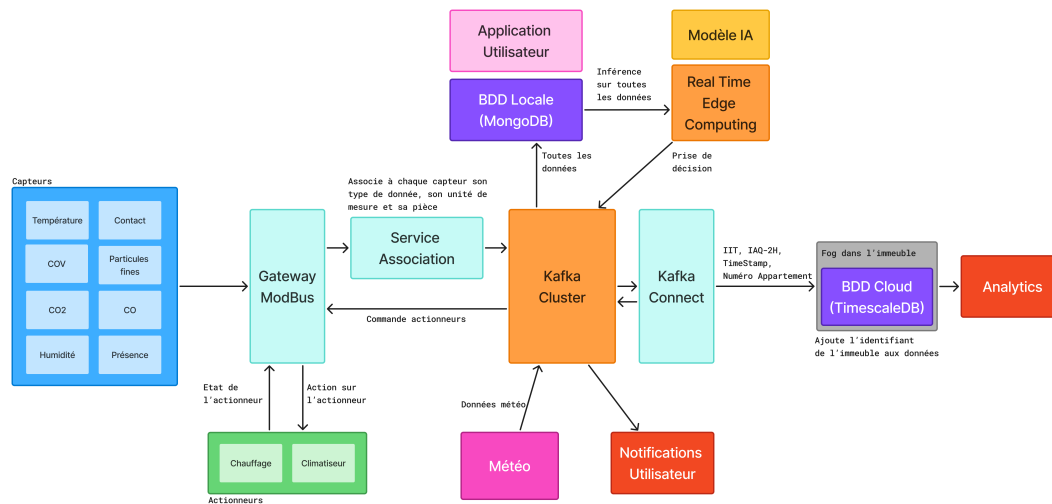 Application
Utilisateur
Modèle IA
BDD Locale
(MongoDB)
Inférence
sur toutes
les données
Real Time
Edge
Computing
Toutes les
données
Prise de
décision
Capteurs
Température
Contact
COV
Particules
fines
CO2
CO
Humidité
Présence
Associe à chaque capteur son
type de donnée, son unité de
mesure et sa pièce
Gateway
ModBus
Service
Association
Kafka
Cluster
Kafka
Connect
IIT, IAQ-2H,
TimeStamp,
Numéro Appartement
Fog dans l'immeuble
BDD Cloud
(TimescaleDB)
Analytics
Ajoute l'identifiant
de l'immeuble aux données
Commande actionneurs
Etat de
l'actionneur
Action sur
l'actionneur
Données météo
Chauffage
Climatiseur
Actionneurs
Météo
Notifications
Utilisateur